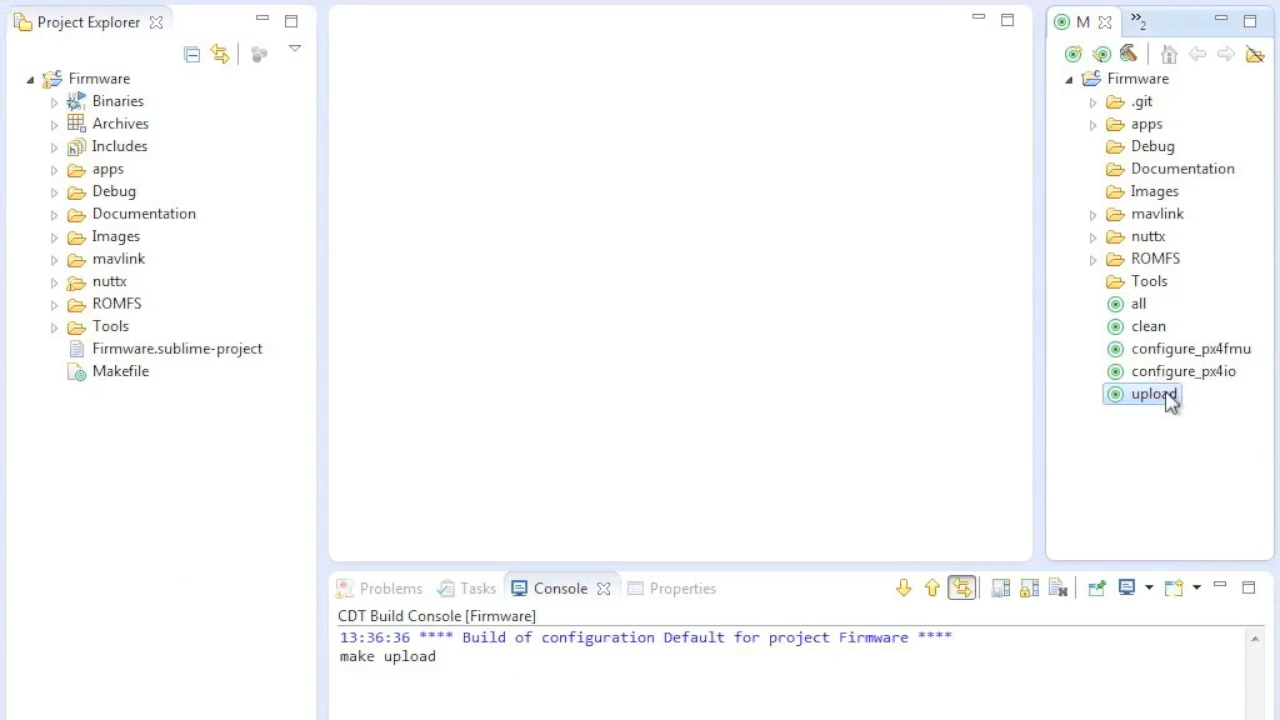 Project Explorer
Firmware
Binaries
Archives
Includes
apps
Debug
Documentation
Images
mavlink
nuttx
ROMFS
Tools
Firmware.sublime-project
Makefile
M
»2
Firmware
.git
apps
Debug
Documentation
Images
mavlink
nuttx
ROMFS
Tools
all
clean
configure_px4fmu
configure_px4io
upload
Problems Tasks Console Properties
CDT Build Console [Firmware]
13:36:36 **** Build of configuration Default for project Firmware ****
make upload